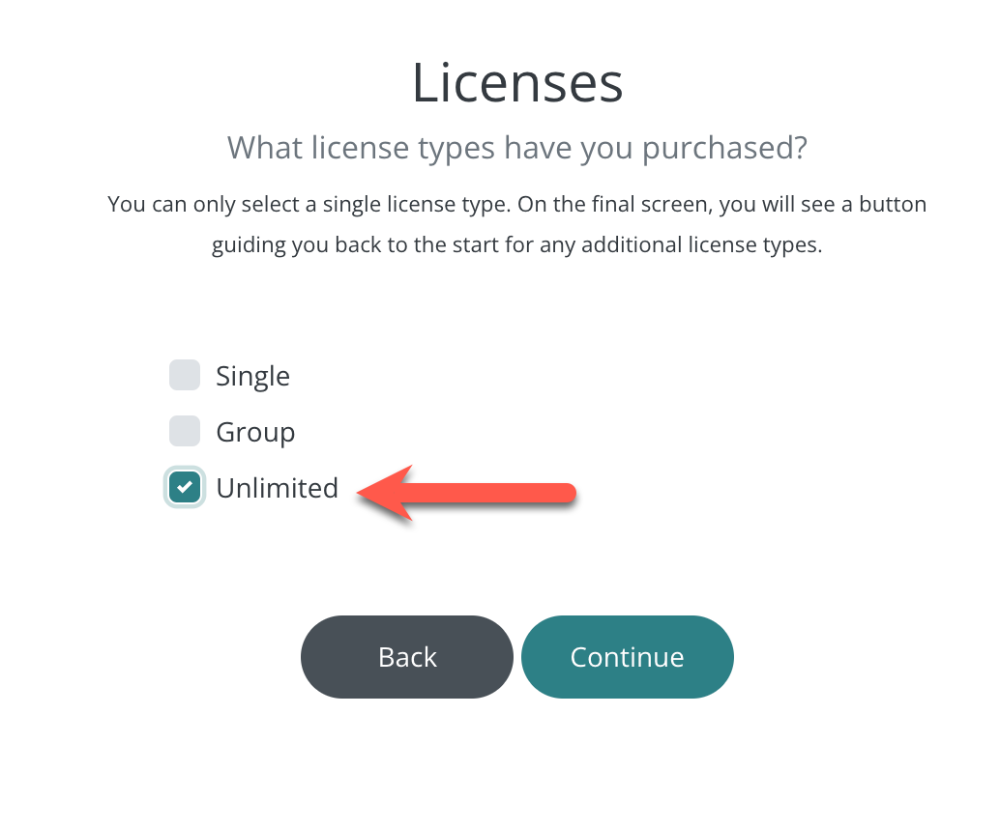 Licenses
What license types have you purchased?
You can only select a single license type. On the final screen, you will see a button
guiding you back to the start for any additional license types.
Single
Group
Unlimited
Back
Continue